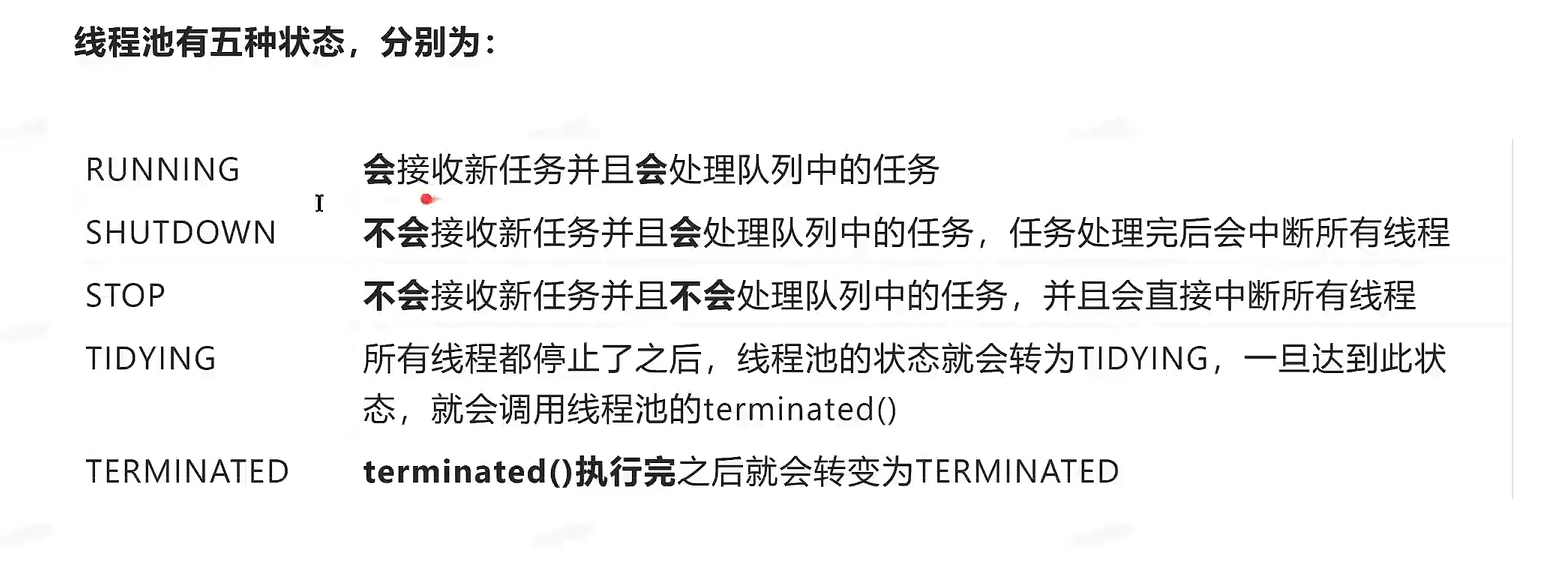 线程池有五种状态，分别为：
RUNNING 会接收新任务并且会处理队列中的任务
SHUTDOWN 不会接收新任务并且会处理队列中的任务，任务处理完后会中断所有线程
STOP 不会接收新任务并且不会处理队列中的任务，并且会直接中断所有线程
TIDYING 所有线程都停止了之后，线程池的状态就会转为TIDYING，一旦达到此状
态，就会调用线程池的terminated()
TERMINATED terminated()执行完之后就会转变为TERMINATED